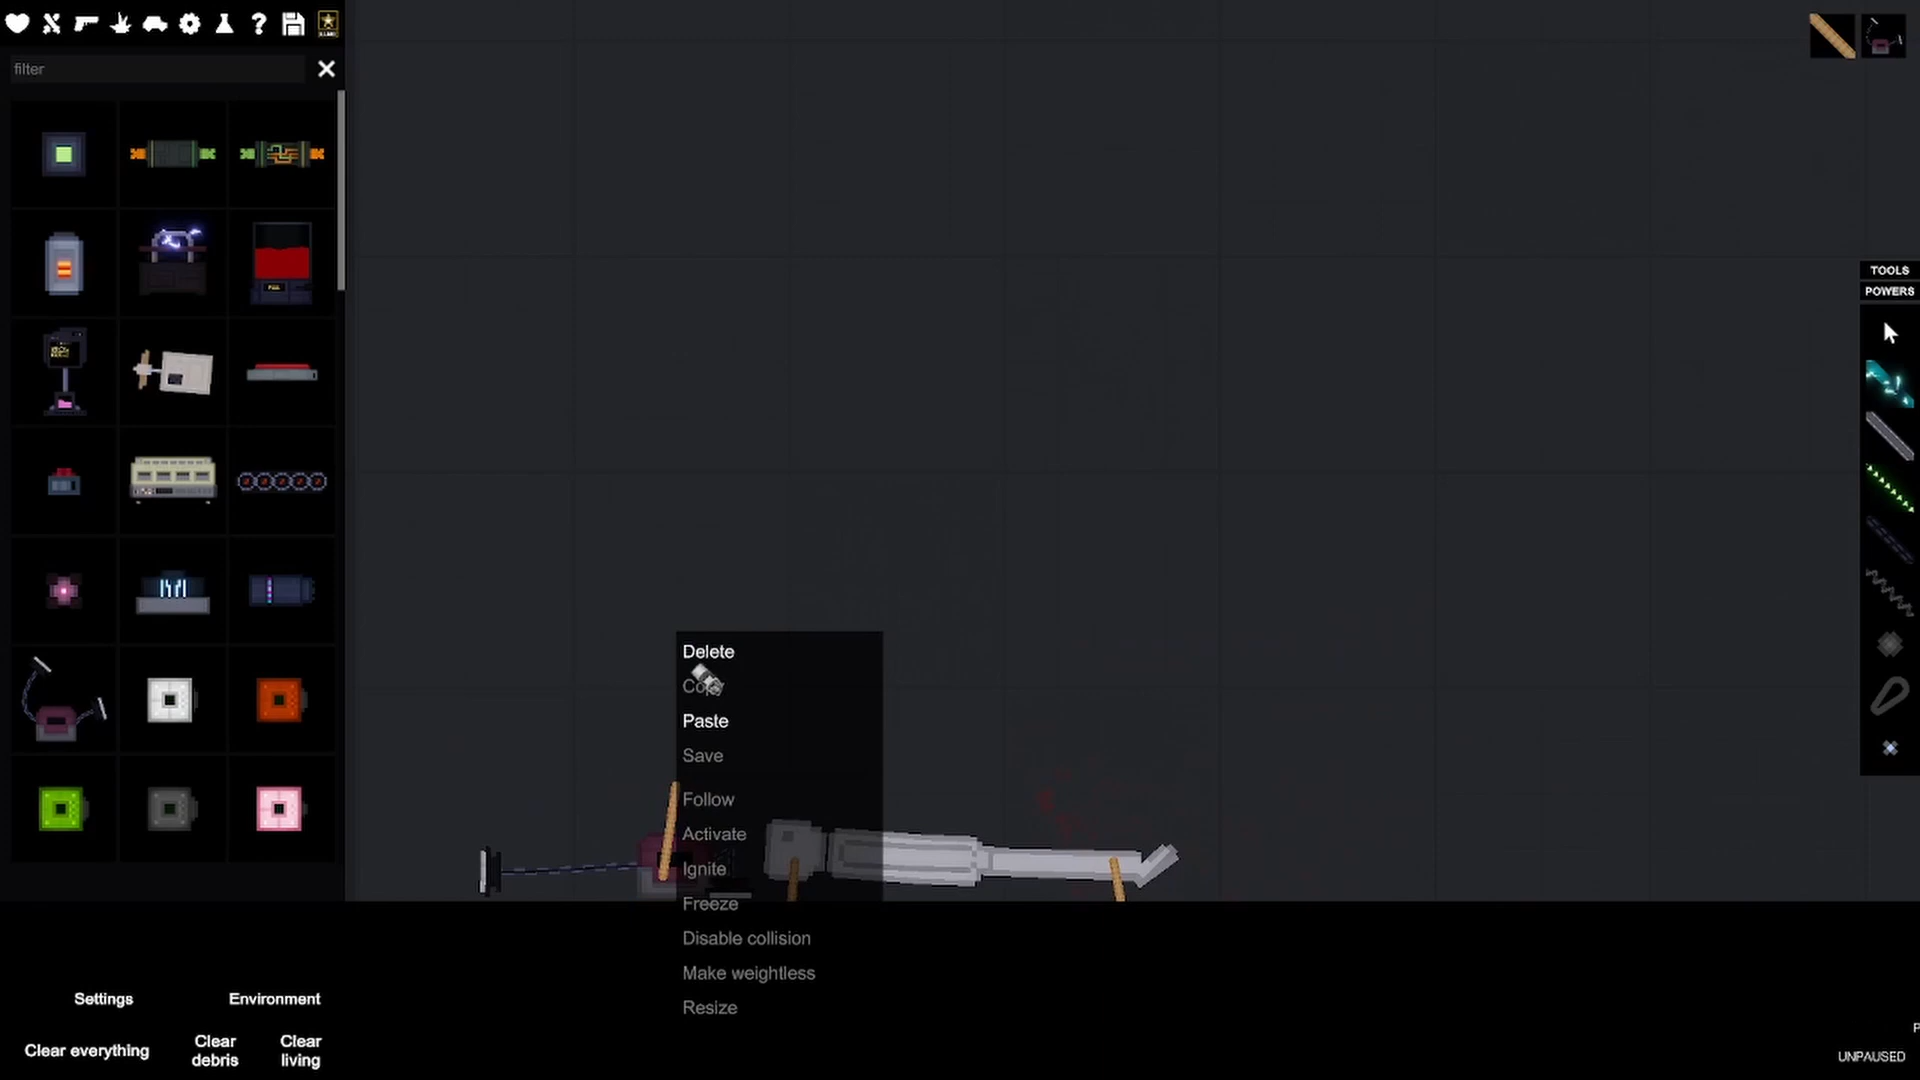 filter
TOOLS
POWERS
Delete
Copy
Paste
Save
Follow
Activate
Ignite
Freeze
Disable collision
Make weightless
Resize
Settings
Environment
Clear everything
Clear debris
Clear living
P
UNPAUSED